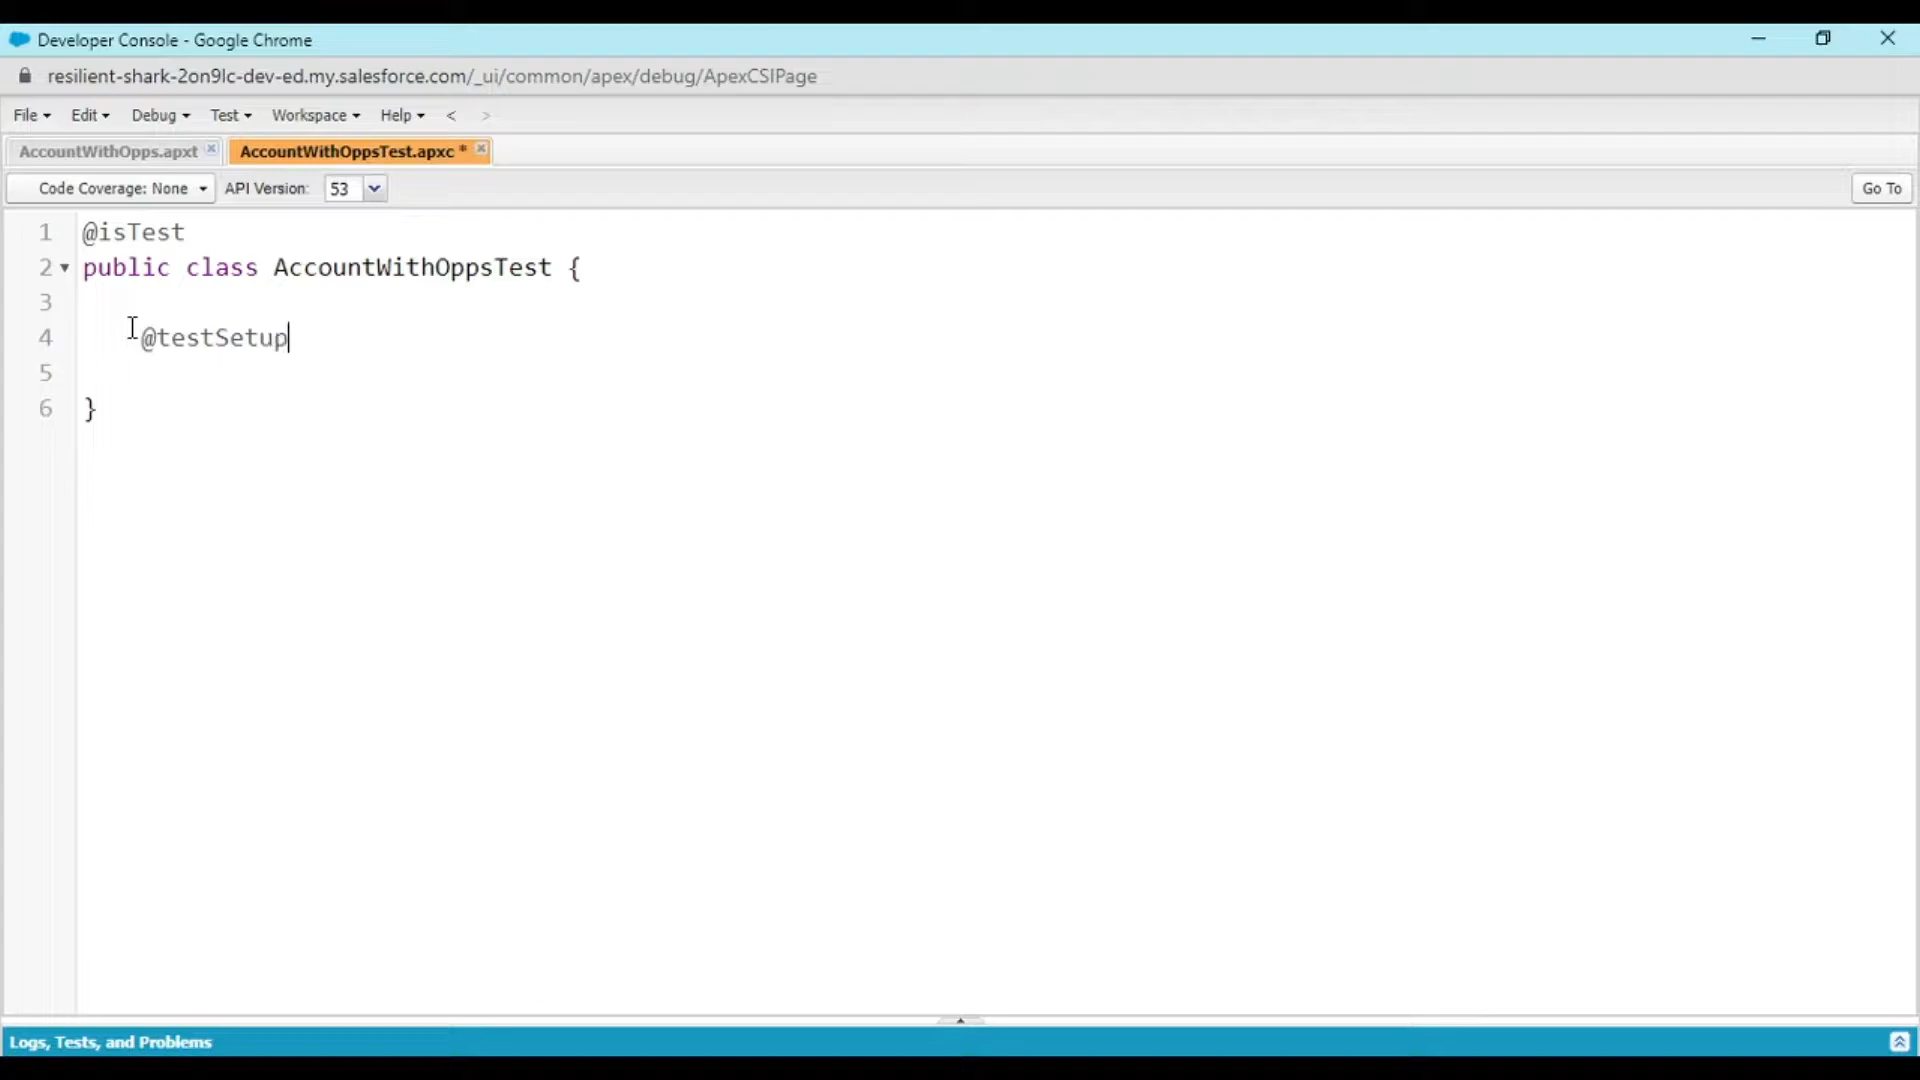 Developer Console - Google Chrome
resilient-shark-2on9lc-dev-ed.my.salesforce.com/_ui/common/apex/debug/ApexCSIPage
File Edit Debug Test Workspace Help < >
AccountWithOpps.apxt AccountWithOppsTest.apxc *
Code Coverage: None API Version: 53 Go To
1 @isTest
2 public class AccountWithOppsTest {
3
4 @testSetup
5
6 }
Logs, Tests, and Problems